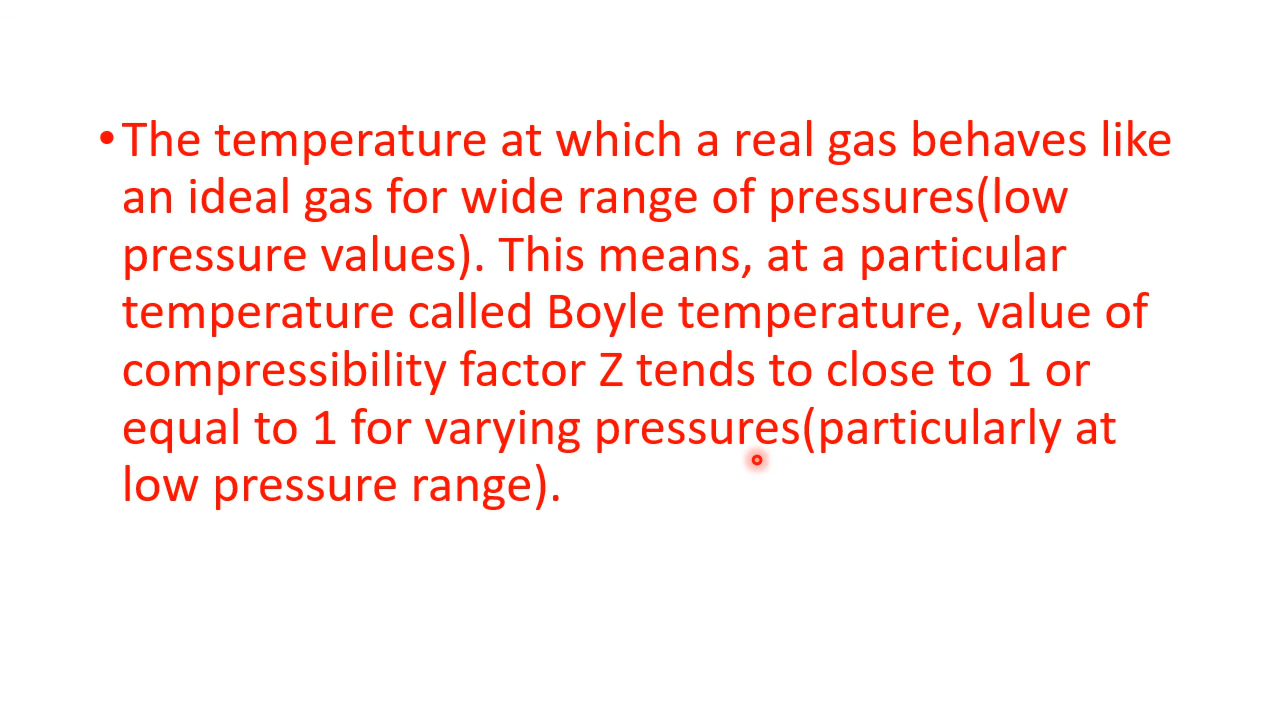 •The temperature at which a real gas behaves like
an ideal gas for wide range of pressures(low
pressure values). This means, at a particular
temperature called Boyle temperature, value of
compressibility factor Z tends to close to 1 or
equal to 1 for varying pressures(particularly at
low pressure range).